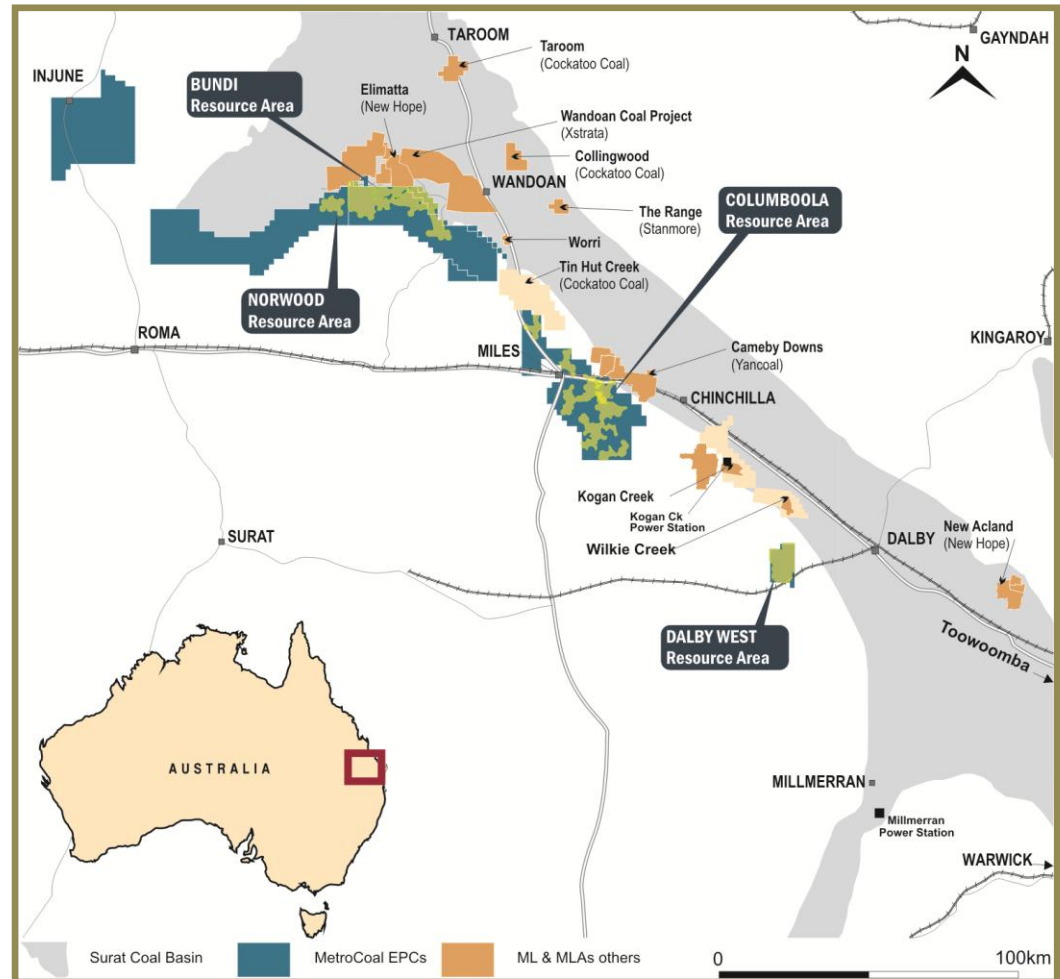 TAROOM
GAYNDAH
Taroom
(Cockatoo Coal)
N
INJUNE
BUNDI
Resource Area
Elimatta
(New Hope)
Wandoan Coal Project
(Xstrata)
Collingwood
(Cockatoo Coal)
WANDOAN
COLUMBOOLA
Resource Area
The Range
(Stanmore)
Worri
Tin Hut Creek
(Cockatoo Coal)
NORWOOD
Resource Area
ROMA
KINGAROY
MILES
Cameby Downs
(Yancoal)
CHINCHILLA
Kogan Creek
Kogan Ck
Power Station
SURAT
Wilkie Creek
DALBY
New Acland
(New Hope)
DALBY WEST
Resource Area
Toowoomba
AUSTRALIA
MILLMERRAN
Millmerran
Power Station
WARWICK
Surat Coal Basin
MetroCoal EPCs
ML & MLAs others
0
100km